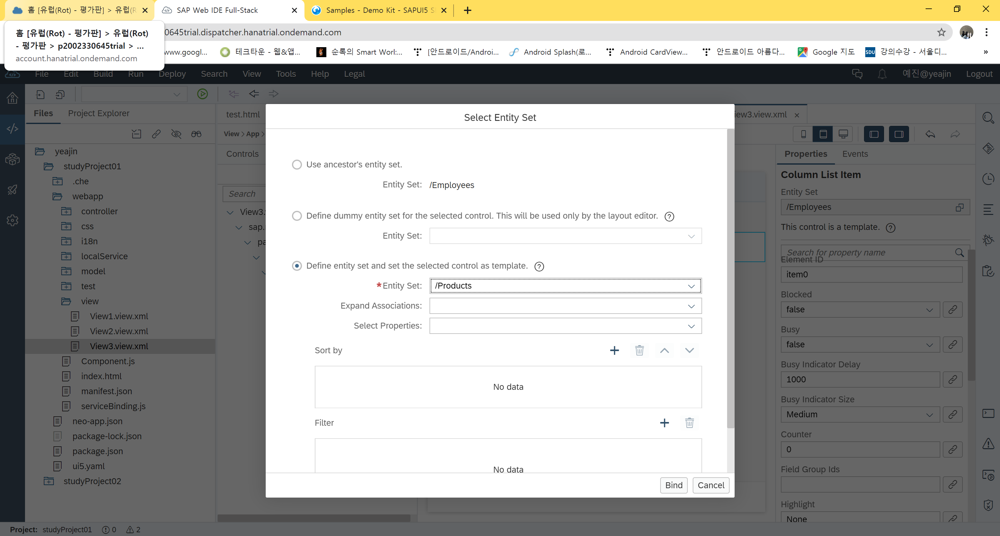 홈 [유럽(Rot) - 평가판] > 유럽(R
SAP Web IDE Full-Stack
Samples - Demo Kit - SAPUI5 S
홈 [유럽(Rot) - 평가판] > 유럽(Rot)
- 평가판 > p2002330645trial > ...
account.hanatrial.ondemand.com
0645trial.dispatcher.hanatrial.ondemand.com
www.googl...
테크타운 - 웹&앱...
순록의 Smart Worl:...
[안드로이드/Androi...
Android Splash(로...
Android CardView...
안드로이드 아름다...
Google 지도
SDU 강의수강 - 서울디...
»
File Edit Build Run Deploy Search View Tools Help Legal
예진@yeajin Logout
Files Project Explorer
yeajin
studyProject01
.che
webapp
controller
css
i18n
localService
model
test
view
View1.view.xml
View2.view.xml
View3.view.xml
Component.js
index.html
manifest.json
serviceBinding.js
neo-app.json
package-lock.json
package.json
ui5.yaml
studyProject02
test.html
iew3.view.xml
View > App >
Controls
Search
View3.
sap.
pa
Select Entity Set
Use ancestor's entity set.
Entity Set: /Employees
Define dummy entity set for the selected control. This will be used only by the layout editor.
Entity Set:
Define entity set and set the selected control as template.
*Entity Set: /Products
Expand Associations:
Select Properties:
Sort by
No data
Filter
No data
Bind Cancel
Properties Events
Column List Item
Entity Set
/Employees
This control is a template.
Search for property name
Element ID
item0
Blocked
false
Busy
false
Busy Indicator Delay
1000
Busy Indicator Size
Medium
Counter
0
Field Group Ids
Highlight
None
Project: studyProject01 0 2